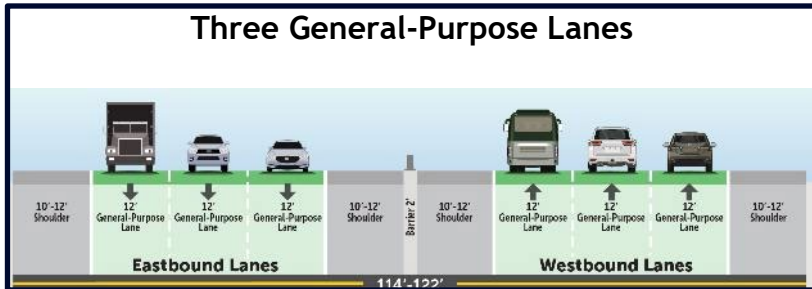 Three General-Purpose Lanes
10'-12'
Shoulder
12'
General-Purpose
Lane
12'
General-Purpose
Lane
12'
General-Purpose
Lane
10'-12'
Shoulder
Barrier-2'
10'-12'
Shoulder
12'
General-Purpose
Lane
12'
General-Purpose
Lane
12'
General-Purpose
Lane
10'-12'
Shoulder
Eastbound Lanes
Westbound Lanes
114'-122'